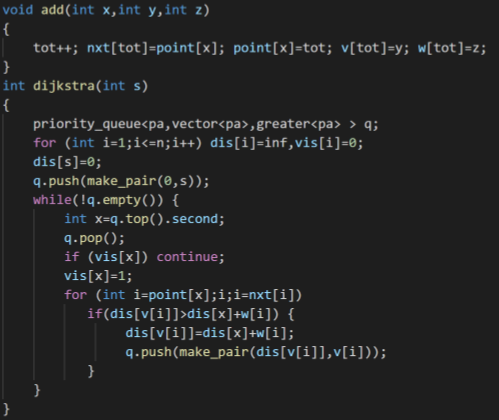 void add(int x,int y,int z)
{
    tot++; nxt[tot]=point[x]; point[x]=tot; v[tot]=y; w[tot]=z;
}
int dijkstra(int s)
{
    priority_queue<pa,vector<pa>,greater<pa> > q;
    for (int i=1;i<=n;i++) dis[i]=inf,vis[i]=0;
    dis[s]=0;
    q.push(make_pair(0,s));
    while(!q.empty()) {
        int x=q.top().second;
        q.pop();
        if (vis[x]) continue;
        vis[x]=1;
        for (int i=point[x];i;i=nxt[i])
           if(dis[v[i]]>dis[x]+w[i]) {
                dis[v[i]]=dis[x]+w[i];
                q.push(make_pair(dis[v[i]],v[i]));
           }
    }
}